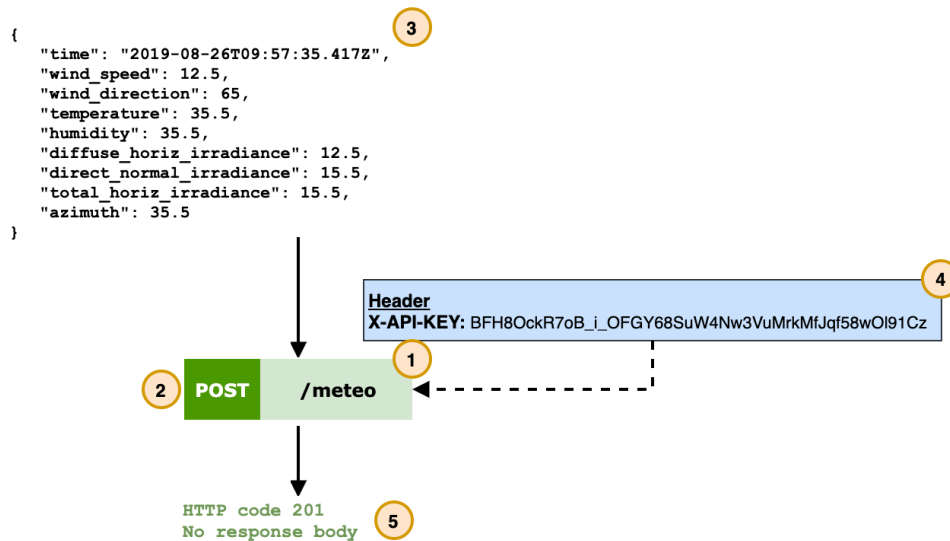 3
{
"time": "2019-08-26T09:57:35.417Z",
"wind_speed": 12.5,
"wind_direction": 65,
"temperature": 35.5,
"humidity": 35.5,
"diffuse_horiz_irradiance": 12.5,
"direct_normal_irradiance": 15.5,
"total_horiz_irradiance": 15.5,
"azimuth": 35.5
}
4
Header
X-API-KEY: BFH8OckR7oB_i_OFGY68SuW4Nw3VuMrkMfJqf58wOl91Cz
1
2 POST /meteo
HTTP code 201
No response body
5